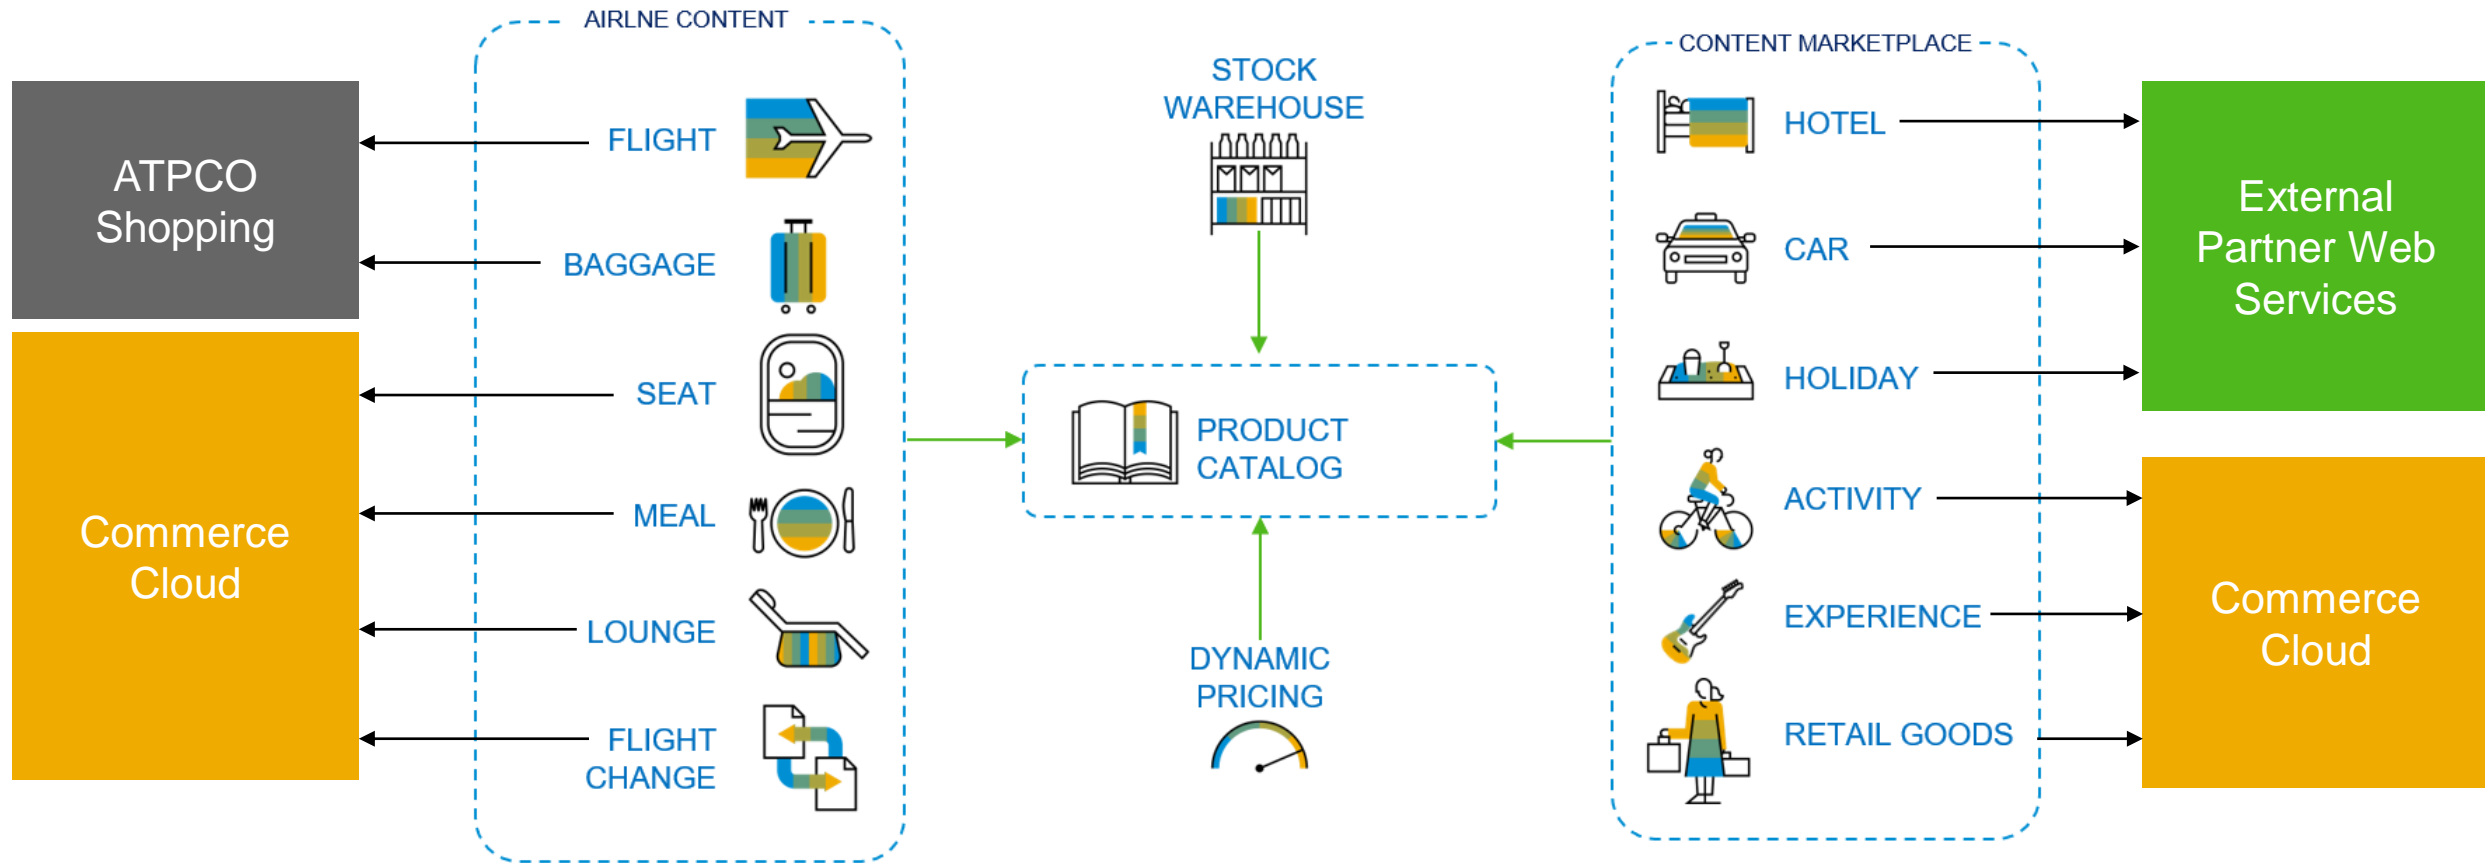 AIRLNE CONTENT
ATPCO
Shopping
Commerce
Cloud
FLIGHT
BAGGAGE
SEAT
MEAL
LOUNGE
FLIGHT
CHANGE
STOCK
WAREHOUSE
PRODUCT
CATALOG
DYNAMIC
PRICING
CONTENT MARKETPLACE
HOTEL
CAR
HOLIDAY
ACTIVITY
EXPERIENCE
RETAIL GOODS
External
Partner Web
Services
Commerce
Cloud